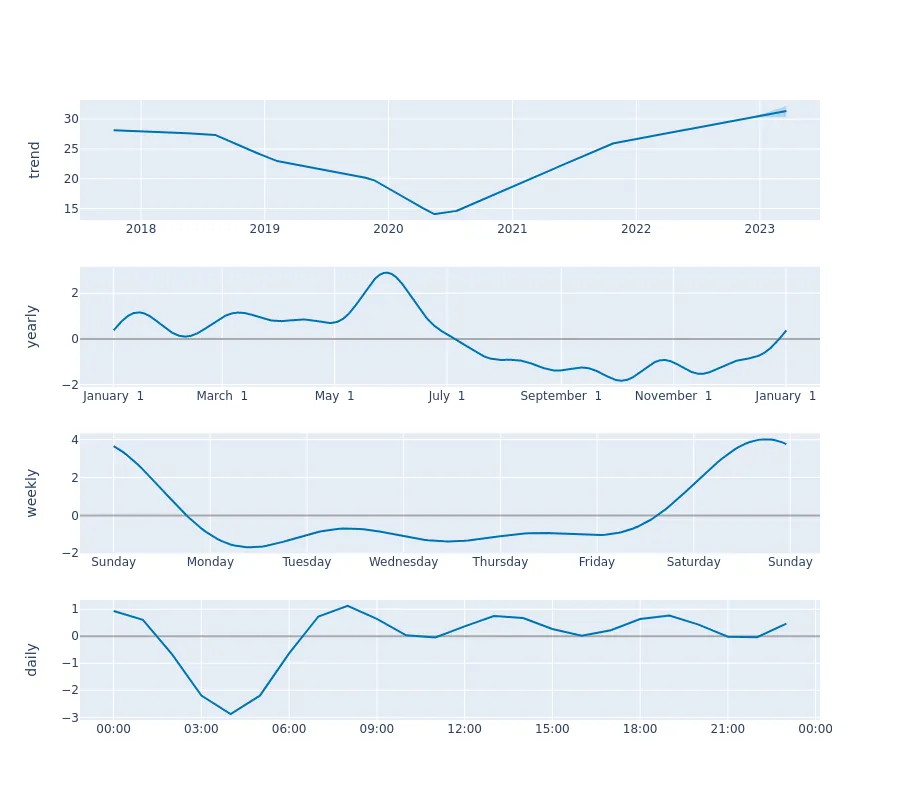 trend
30
25
20
15
2018 2019 2020 2021 2022 2023
yearly
2
0
−2
January 1 March 1 May 1 July 1 September 1 November 1 January 1
weekly
4
2
0
−2
Sunday Monday Tuesday Wednesday Thursday Friday Saturday Sunday
daily
1
0
−1
−2
−3
00:00 03:00 06:00 09:00 12:00 15:00 18:00 21:00 00:00